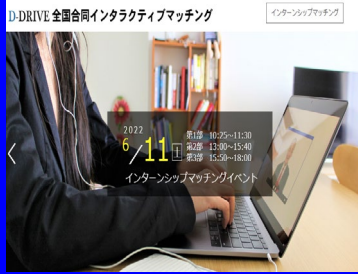 D-DRIVE 全国合同インタラクティブマッチング
インターンシップマッチング
2022
6/11土
第1部 10:25~11:30
第2部 13:00~15:40
第3部 15:50~18:00
インターンシップマッチングイベント